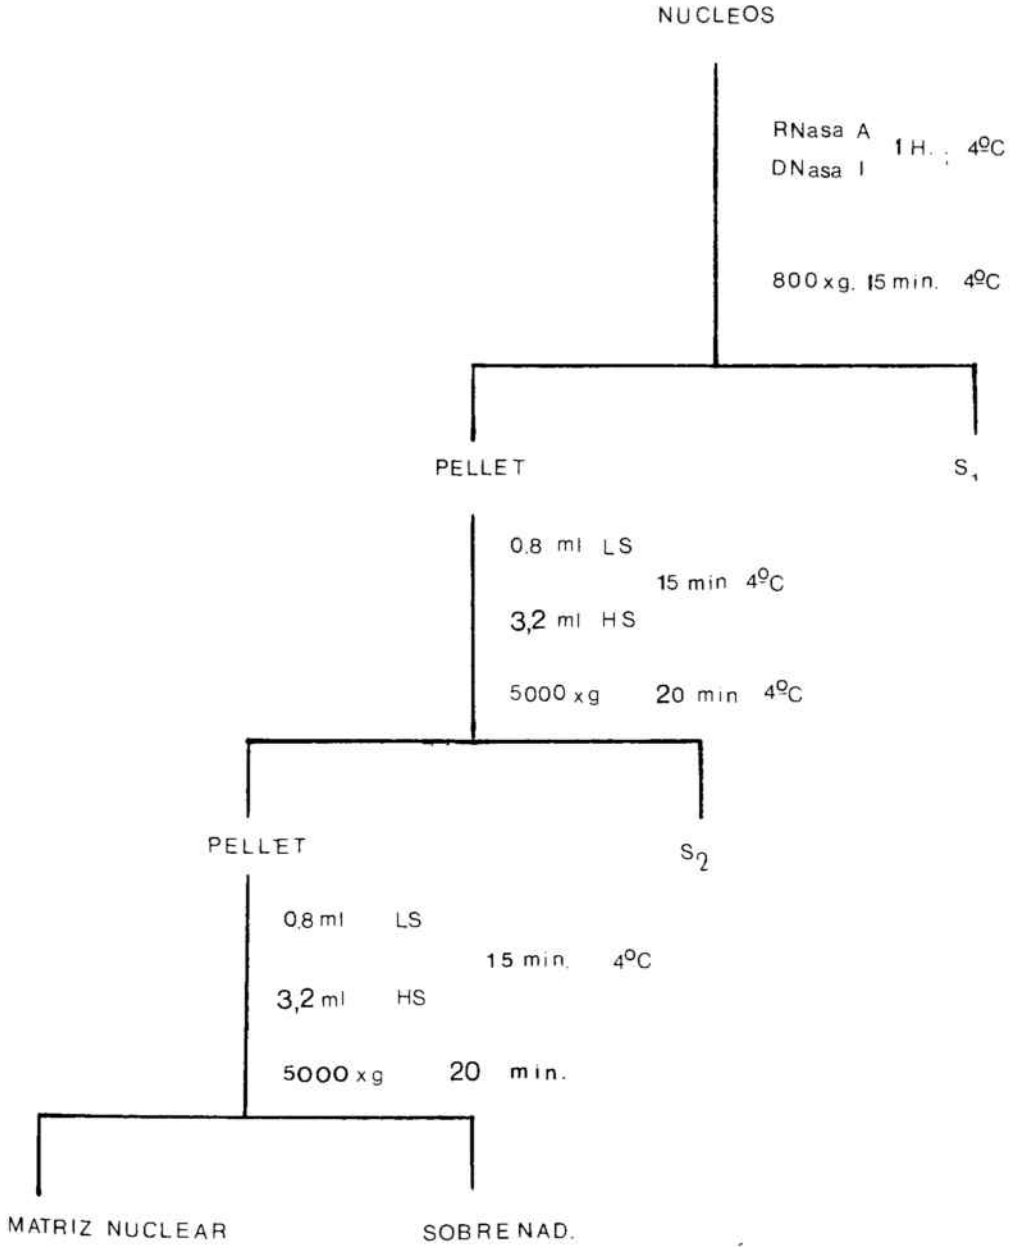 NUCLEOS
RNasa A
1 H. ; 4ºC
DNasa I
800 x g. 15 min. 4ºC
PELLET
S₁
0.8 ml LS
15 min 4ºC
3,2 ml HS
5000 x g 20 min 4ºC
PELLET
S₂
0.8 ml LS
15 min. 4ºC
3,2 ml HS
5000 x g 20 min.
MATRIZ NUCLEAR SOBRENAD.